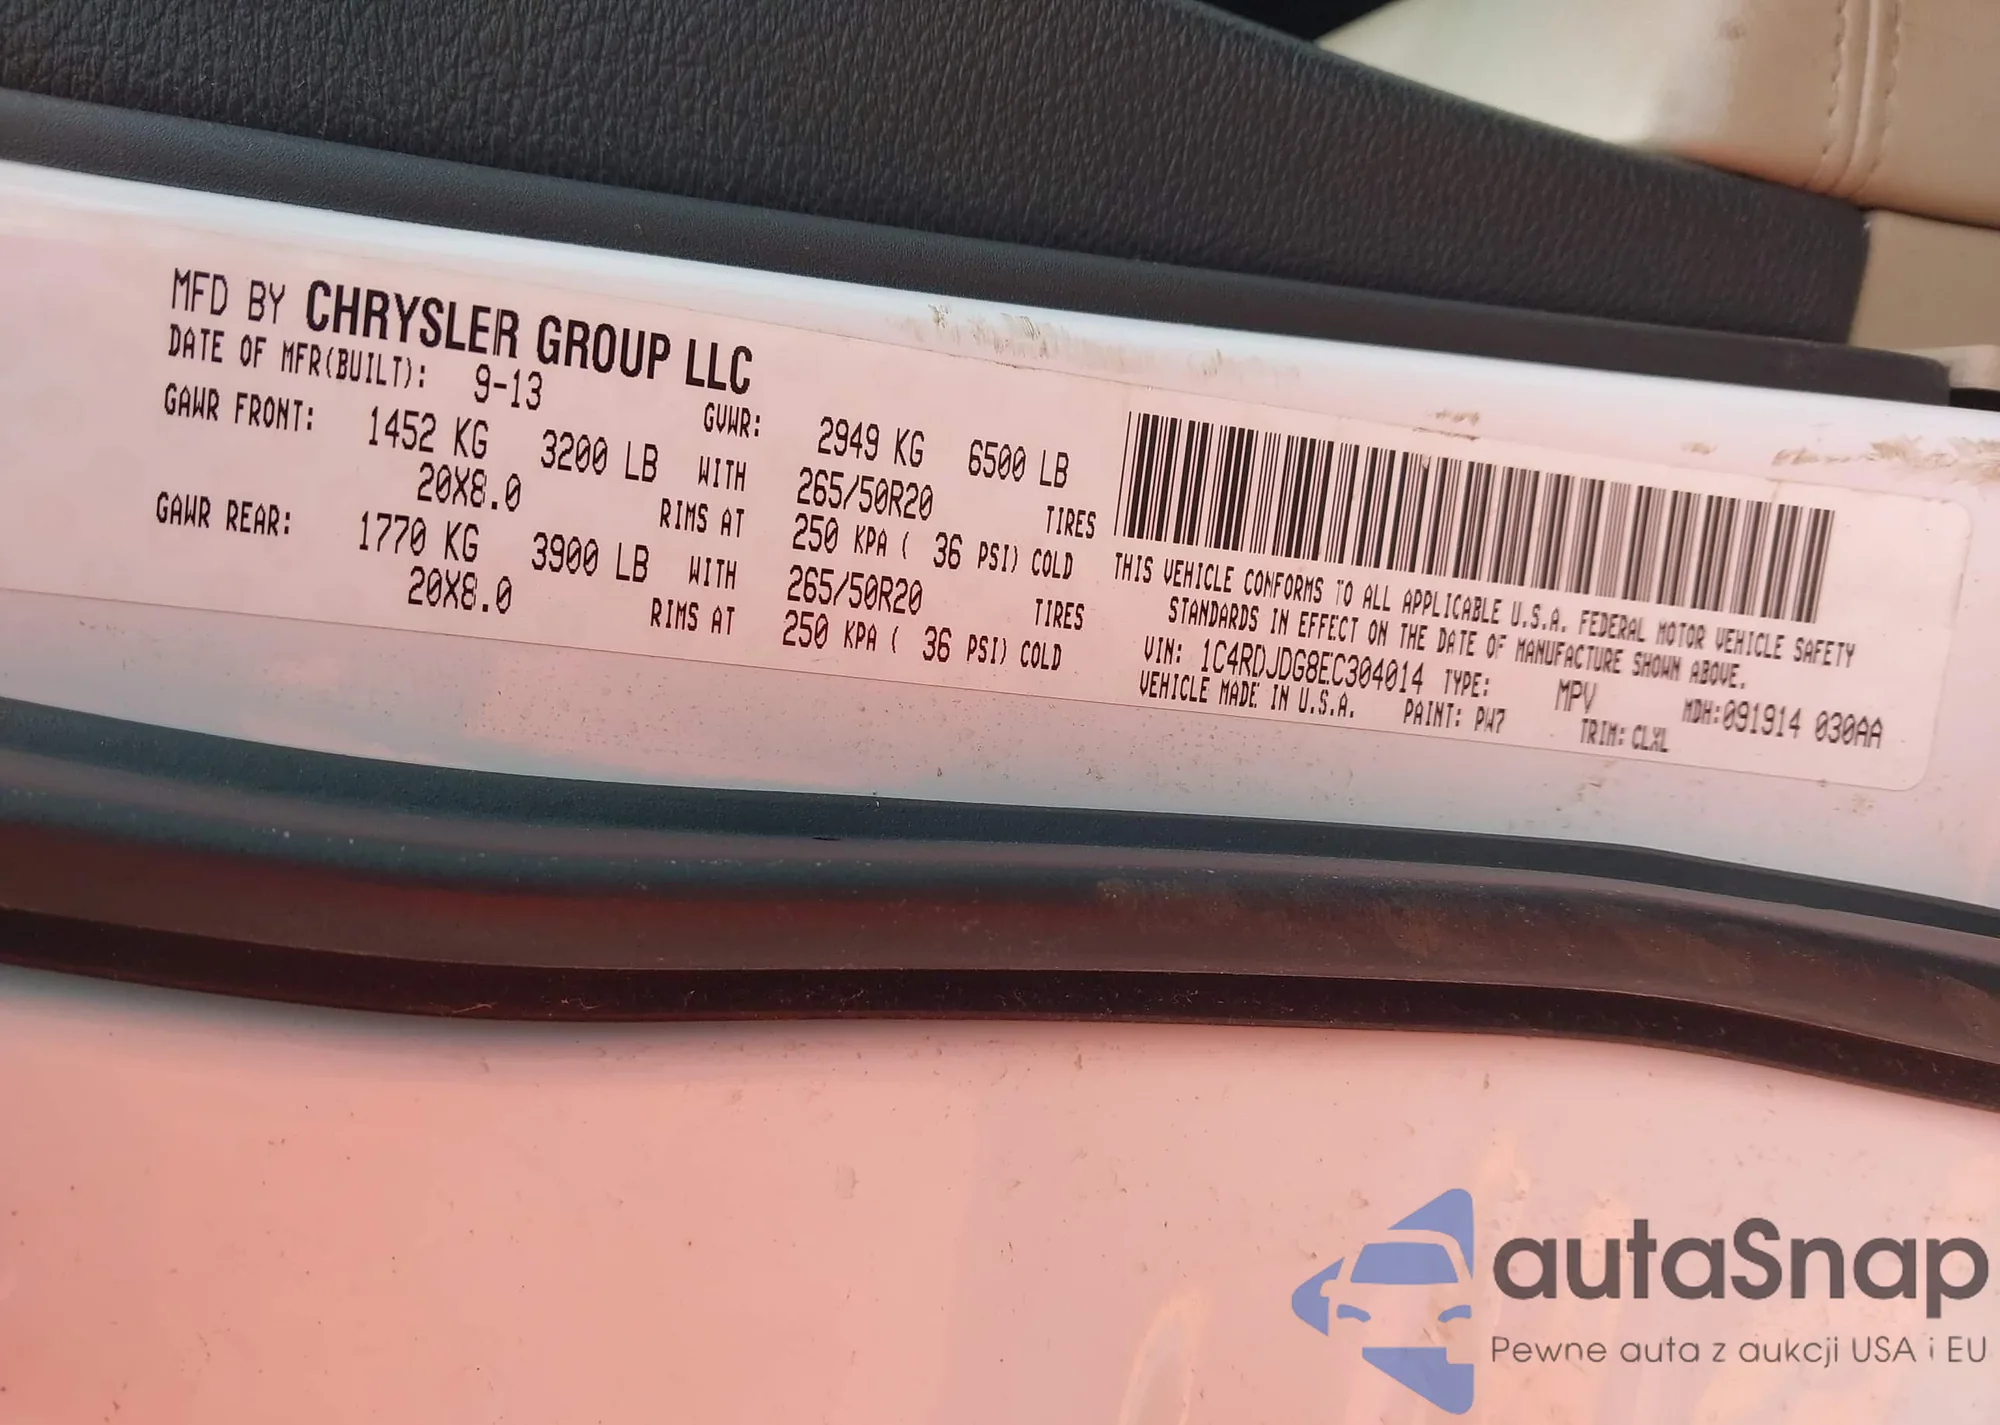 MFD BY CHRYSLER GROUP LLC
DATE OF MFR(BUILT): 9-13 GVWR: 2949 KG 6500 LB
GAWR FRONT: 1452 KG 3200 LB WITH 265/50R20 TIRES
20X8.0 RIMS AT 250 KPA ( 36 PSI) COLD
GAWR REAR: 1770 KG 3900 LB WITH 265/50R20 TIRES
20X8.0 RIMS AT 250 KPA ( 36 PSI) COLD
THIS VEHICLE CONFORMS TO ALL APPLICABLE U.S.A. FEDERAL MOTOR VEHICLE SAFETY
STANDARDS IN EFFECT ON THE DATE OF MANUFACTURE SHOWN ABOVE.
VIN: 1C4RDJDG8EC304014 TYPE: MPV MDH:091914 030AA
VEHICLE MADE IN U.S.A. PAINT: PW7 TRIM: CLXL
autaSnap
Pewne auta z aukcji USA i EU